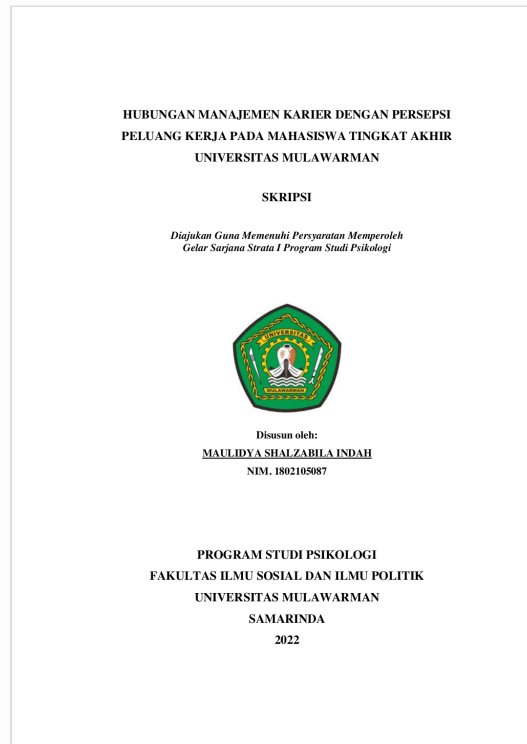 HUBUNGAN MANAJEMEN KARIER DENGAN PERSEPSI
PELUANG KERJA PADA MAHASISWA TINGKAT AKHIR
UNIVERSITAS MULAWARMAN
SKRIPSI
Diajukan Guna Memenuhi Persyaratan Memperoleh
Gelar Sarjana Strata I Program Studi Psikologi
UNIVERSITAS
MULAWARMAN
Disusun oleh:
MAULIDYA SHALZABILA INDAH
NIM. 1802105087
PROGRAM STUDI PSIKOLOGI
FAKULTAS ILMU SOSIAL DAN ILMU POLITIK
UNIVERSITAS MULAWARMAN
SAMARINDA
2022